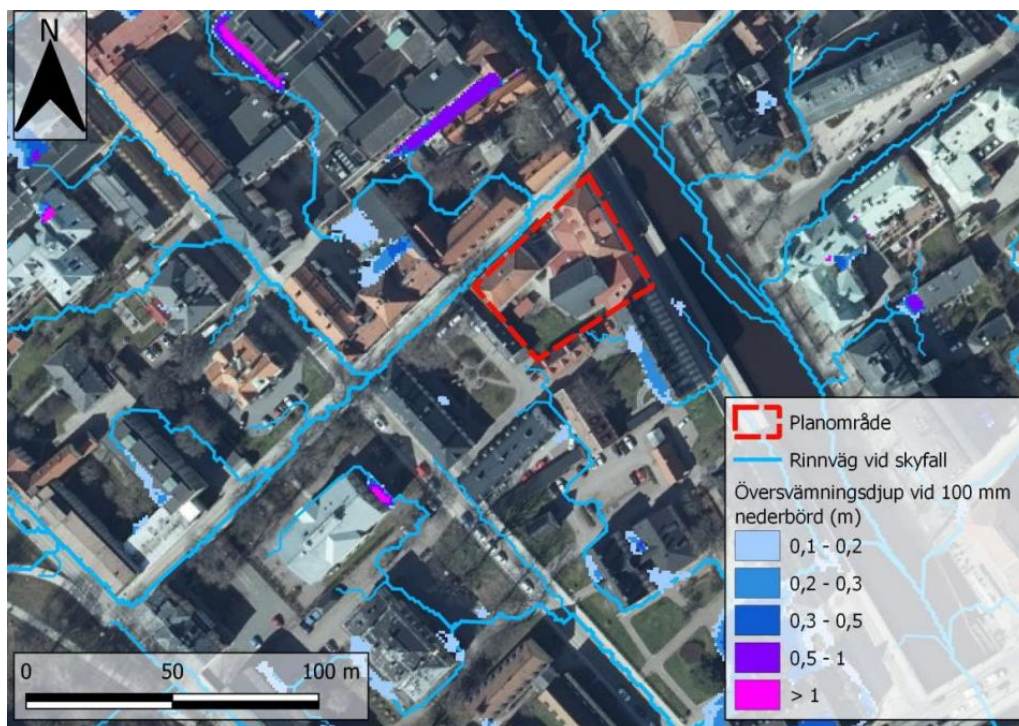 N
Planområde
Rinnväg vid skyfall
Översvämningsdjup vid 100 mm
nederbörd (m)
0,1 - 0,2
0,2 - 0,3
0,3 - 0,5
0,5 - 1
> 1
0 50 100 m